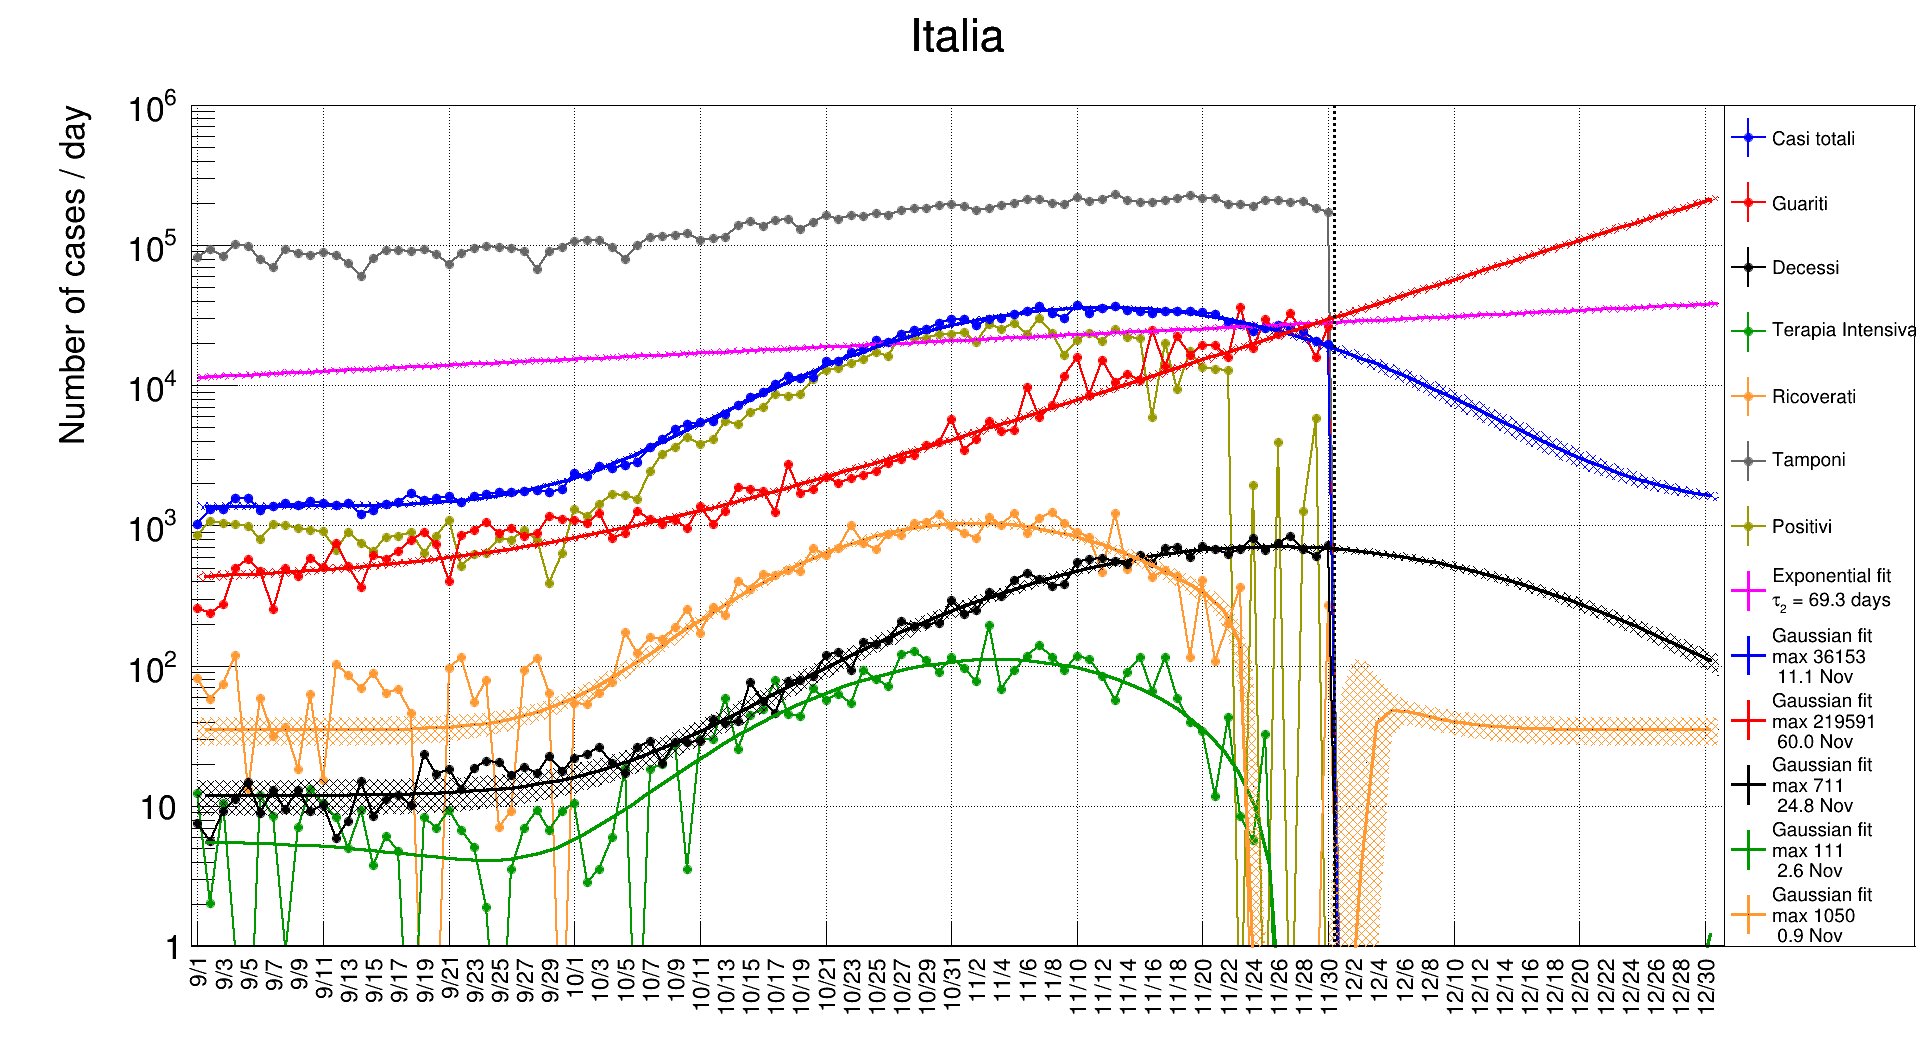 Italia
Number of cases / day
10^6
10^5
10^4
10^3
10^2
10
1
9/1 9/3 9/5 9/7 9/9 9/11 9/13 9/15 9/17 9/19 9/21 9/23 9/25 9/27 9/29 10/1 10/3 10/5 10/7 10/9 10/11 10/13 10/15 10/17 10/19 10/21 10/23 10/25 10/27 10/29 10/31 11/2 11/4 11/6 11/8 11/10 11/12 11/14 11/16 11/18 11/20 11/22 11/24 11/26 11/28 11/30 12/2 12/4 12/6 12/8 12/10 12/12 12/14 12/16 12/18 12/20 12/22 12/24 12/26 12/28 12/30
Casi totali
Guariti
Decessi
Terapia Intensiva
Ricoverati
Tamponi
Positivi
Exponential fit
τ2 = 69.3 days
Gaussian fit
max 36153
11.1 Nov
Gaussian fit
max 219591
60.0 Nov
Gaussian fit
max 711
24.8 Nov
Gaussian fit
max 111
2.6 Nov
Gaussian fit
max 1050
0.9 Nov